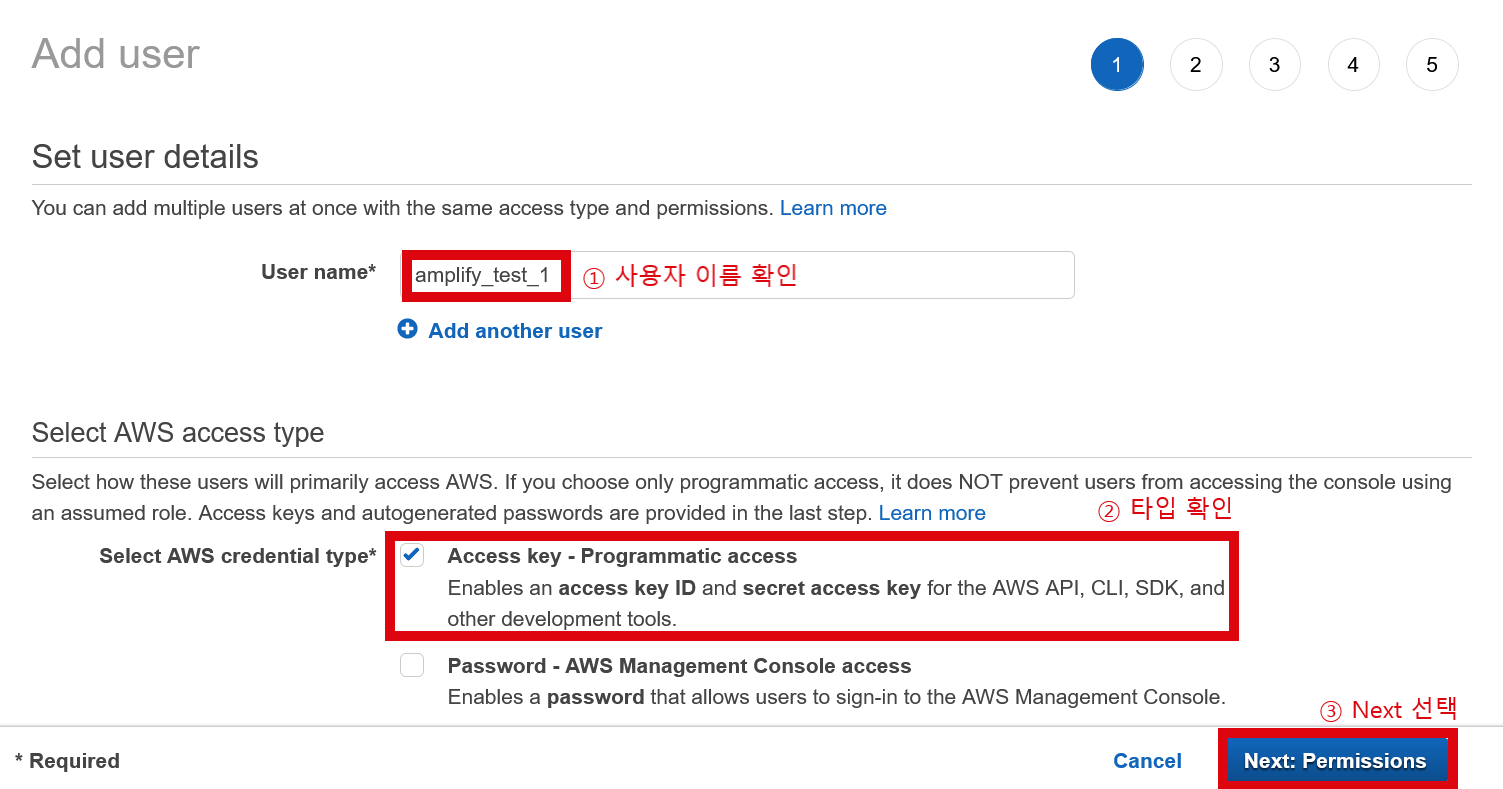 Add user
1 2 3 4 5
Set user details
You can add multiple users at once with the same access type and permissions. Learn more
User name* amplify_test_1 ① 사용자 이름 확인
Add another user
Select AWS access type
Select how these users will primarily access AWS. If you choose only programmatic access, it does NOT prevent users from accessing the console using
an assumed role. Access keys and autogenerated passwords are provided in the last step. Learn more
② 타입 확인
Select AWS credential type* Access key - Programmatic access
Enables an access key ID and secret access key for the AWS API, CLI, SDK, and
other development tools.
Password - AWS Management Console access
Enables a password that allows users to sign-in to the AWS Management Console.
③ Next 선택
* Required Cancel Next: Permissions